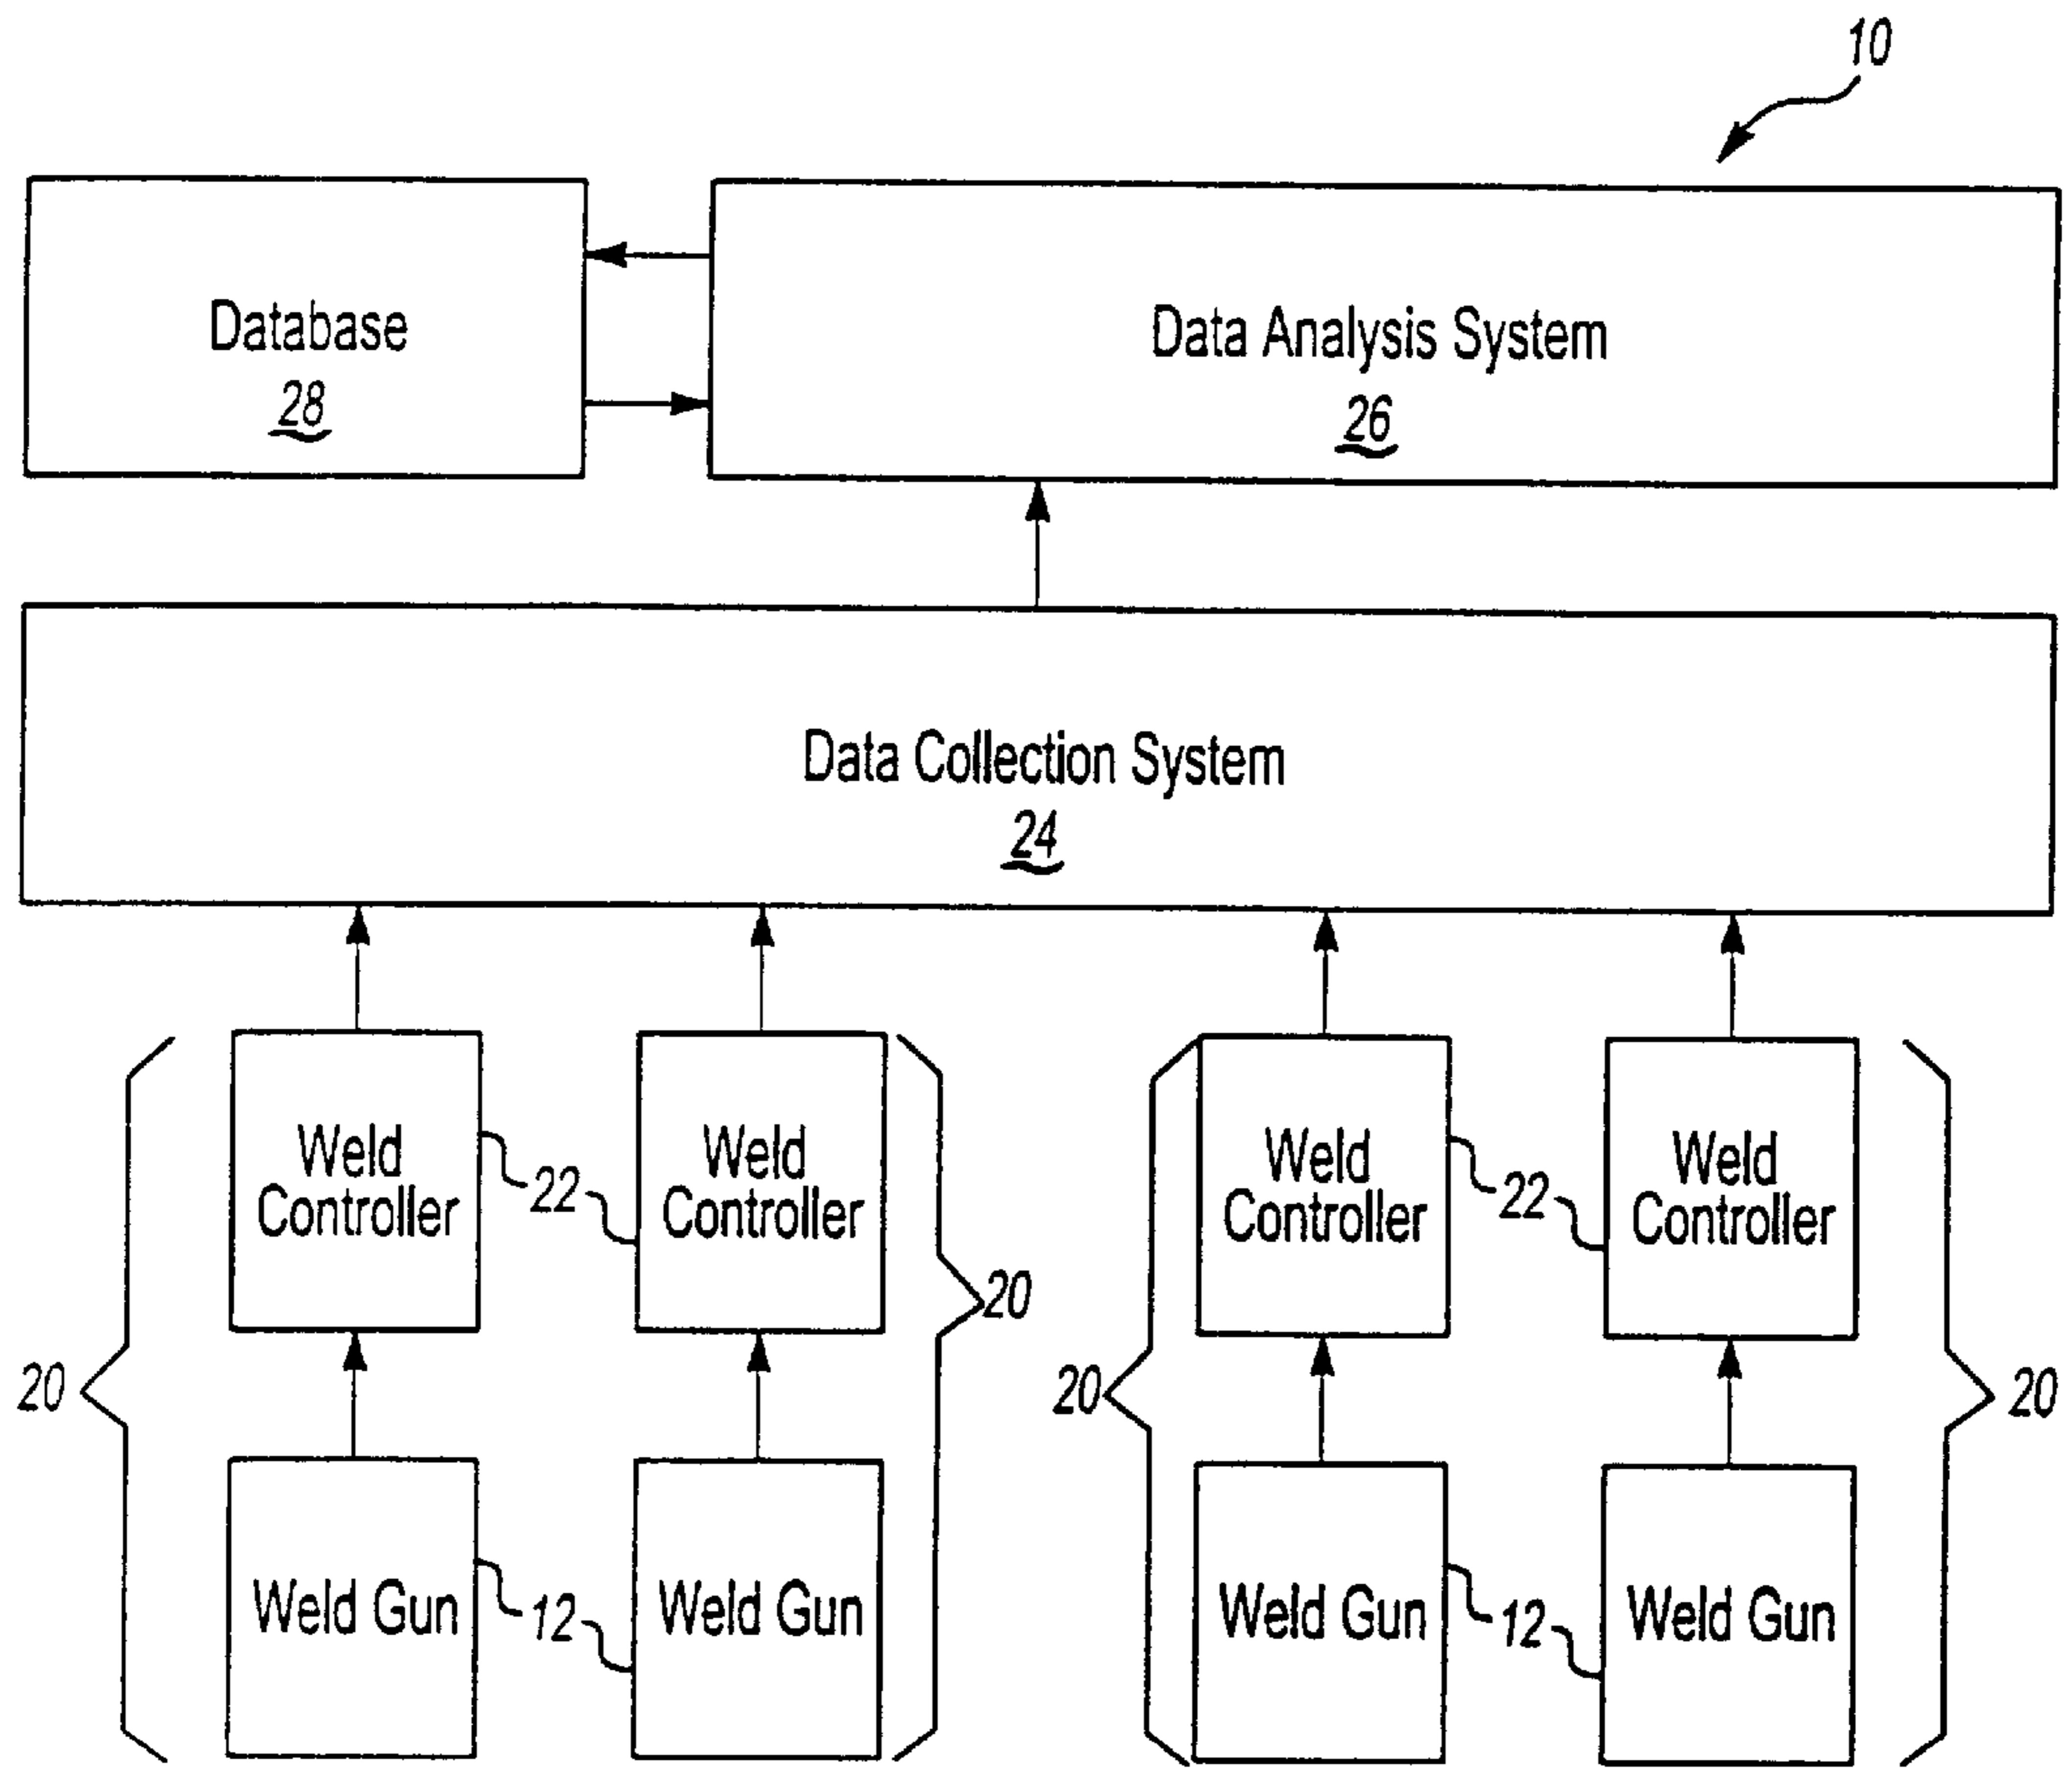 10
Database
28
Data Analysis System
26
Data Collection System
24
Weld
Controller
22
Weld
Controller
Weld
Controller
22
Weld
Controller
20
20
20
20
Weld Gun
12
Weld Gun
Weld Gun
12
Weld Gun